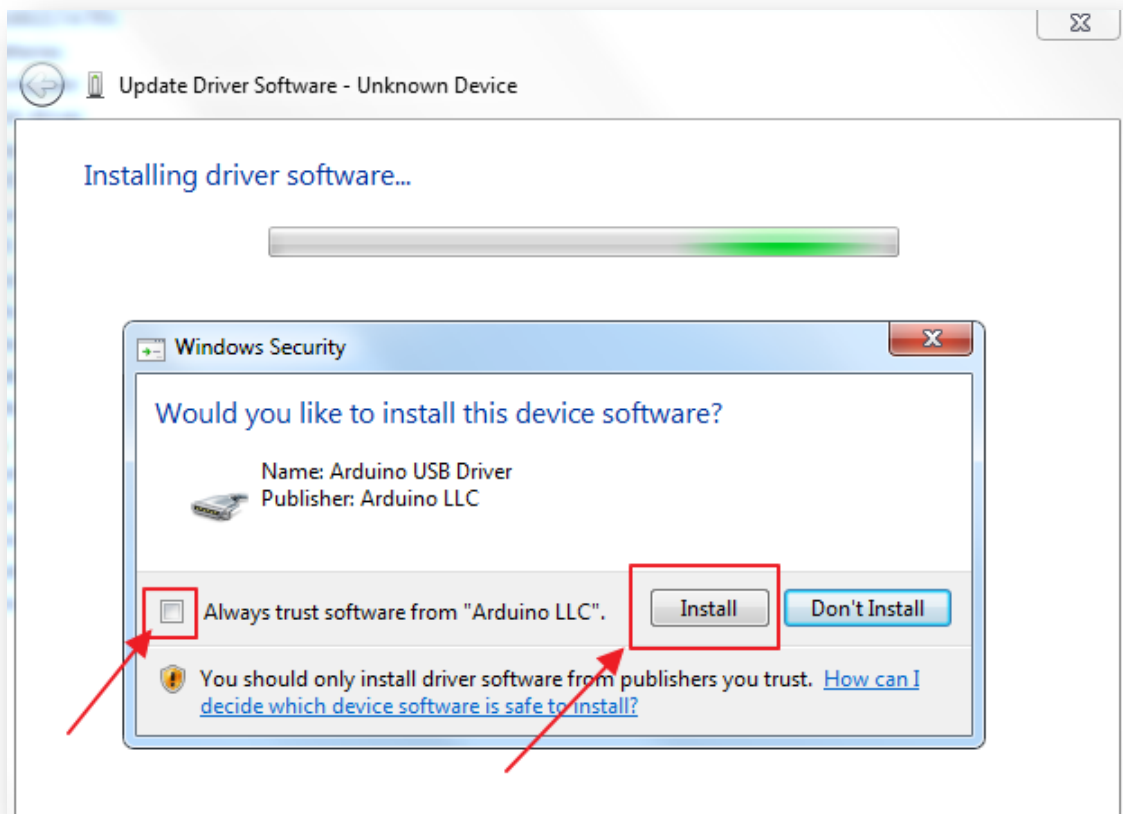 Update Driver Software - Unknown Device
Installing driver software...
Windows Security
Would you like to install this device software?
Name: Arduino USB Driver
Publisher: Arduino LLC
Always trust software from "Arduino LLC".
Install
Don't Install
You should only install driver software from publishers you trust. How can I
decide which device software is safe to install?